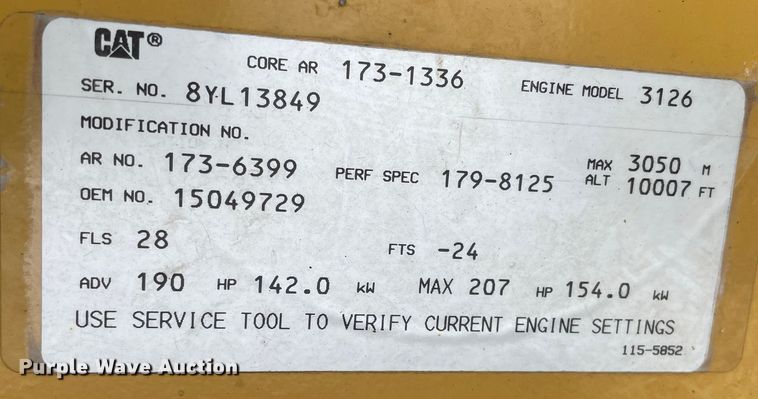 CAT® CORE AR 173-1336 ENGINE MODEL 3126
SER. NO. 8YL13849
MODIFICATION NO.
AR NO. 173-6399 PERF SPEC 179-8125 MAX ALT 3050 M 10007 FT
OEM NO. 15049729
FLS 28 FTS -24
ADV 190 HP 142.0 kW MAX 207 HP 154.0 kW
USE SERVICE TOOL TO VERIFY CURRENT ENGINE SETTINGS
115-5852
Purple Wave Auction